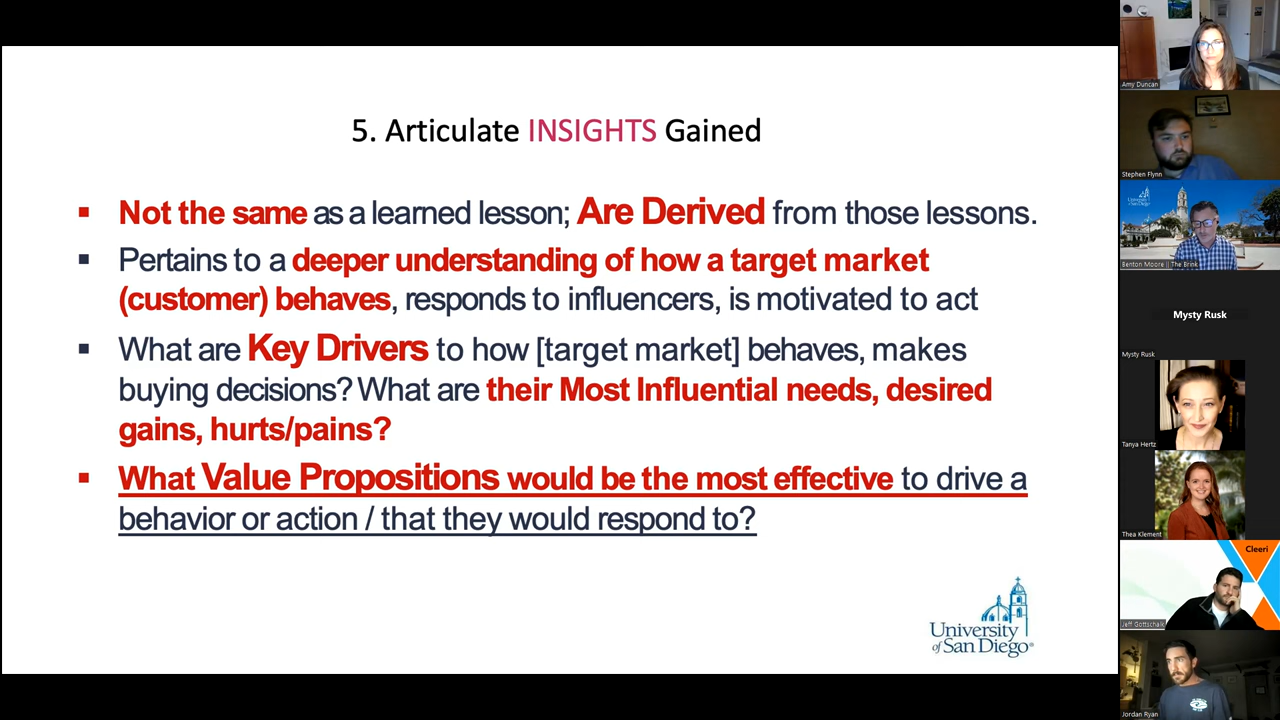 5. Articulate INSIGHTS Gained
▪ Not the same as a learned lesson; Are Derived from those lessons.
▪ Pertains to a deeper understanding of how a target market
(customer) behaves, responds to influencers, is motivated to act
▪ What are Key Drivers to how [target market] behaves, makes
buying decisions? What are their Most Influential needs, desired
gains, hurts/pains?
▪ What Value Propositions would be the most effective to drive a
behavior or action / that they would respond to?
University
of San Diego®
Amy Duncan
Stephen Flynn
University
of San Diego
Benton Moore || The Brink
Mysty Rusk
Mysty Rusk
Tanya Hertz
Thea Klement
Cleeri
Jeff Gottschalk
Jordan Ryan